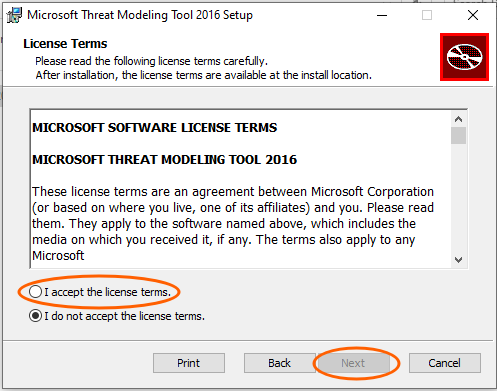 Microsoft Threat Modeling Tool 2016 Setup
License Terms
Please read the following license terms carefully.
After installation, the license terms are available at the install location.
MICROSOFT SOFTWARE LICENSE TERMS
MICROSOFT THREAT MODELING TOOL 2016
These license terms are an agreement between Microsoft Corporation
(or based on where you live, one of its affiliates) and you. Please read
them. They apply to the software named above, which includes the
media on which you received it, if any. The terms also apply to any
Microsoft
I accept the license terms.
I do not accept the license terms.
Print Back Next Cancel